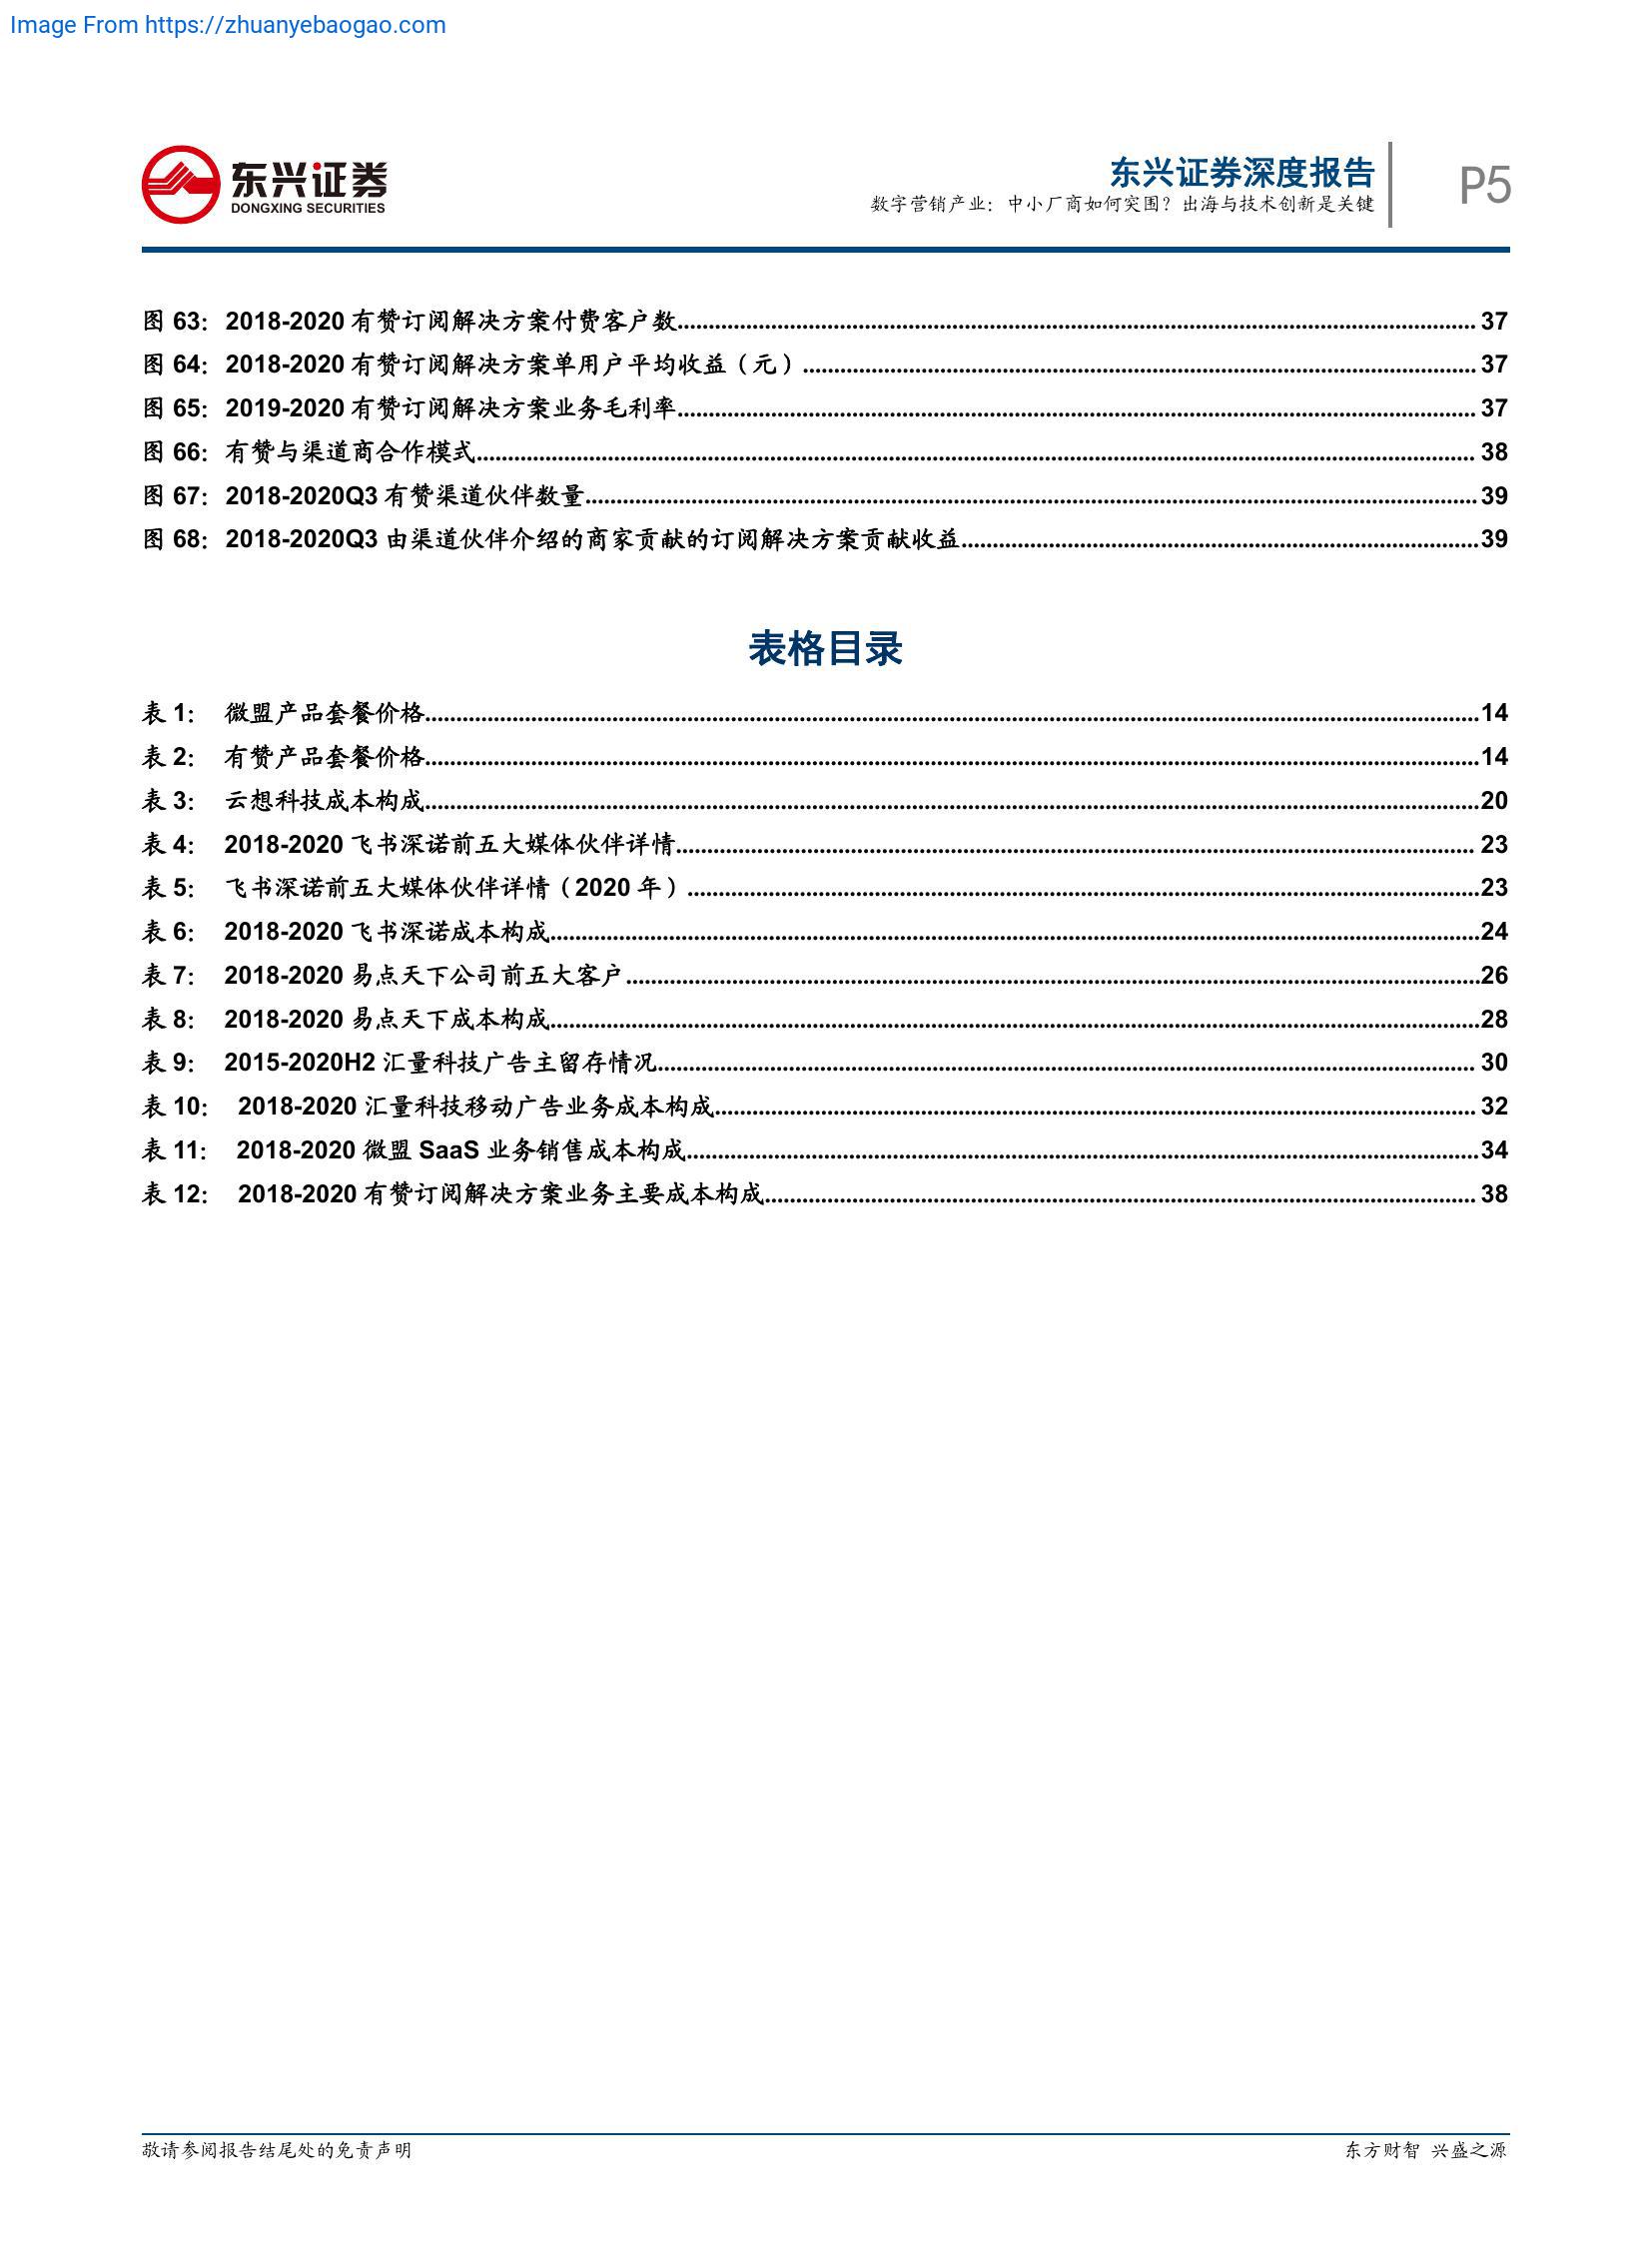 Image From https://zhuanyebaogao.com
东兴证券
DONGXING SECURITIES
东兴证券深度报告
数字营销产业：中小厂商如何突围？出海与技术创新是关键
P5
图 63：2018-2020 有赞订阅解决方案付费客户数 37
图 64：2018-2020 有赞订阅解决方案单用户平均收益（元） 37
图 65：2019-2020 有赞订阅解决方案业务毛利率 37
图 66：有赞与渠道商合作模式 38
图 67：2018-2020Q3 有赞渠道伙伴数量 39
图 68：2018-2020Q3 由渠道伙伴介绍的商家贡献的订阅解决方案贡献收益 39
表格目录
表 1： 微盟产品套餐价格 14
表 2： 有赞产品套餐价格 14
表 3： 云想科技成本构成 20
表 4： 2018-2020 飞书深诺前五大媒体伙伴详情 23
表 5： 飞书深诺前五大媒体伙伴详情（2020 年） 23
表 6： 2018-2020 飞书深诺成本构成 24
表 7： 2018-2020 易点天下公司前五大客户 26
表 8： 2018-2020 易点天下成本构成 28
表 9： 2015-2020H2 汇量科技广告主留存情况 30
表 10： 2018-2020 汇量科技移动广告业务成本构成 32
表 11： 2018-2020 微盟 SaaS 业务销售成本构成 34
表 12： 2018-2020 有赞订阅解决方案业务主要成本构成 38
敬请参阅报告结尾处的免责声明
东方财智 兴盛之源